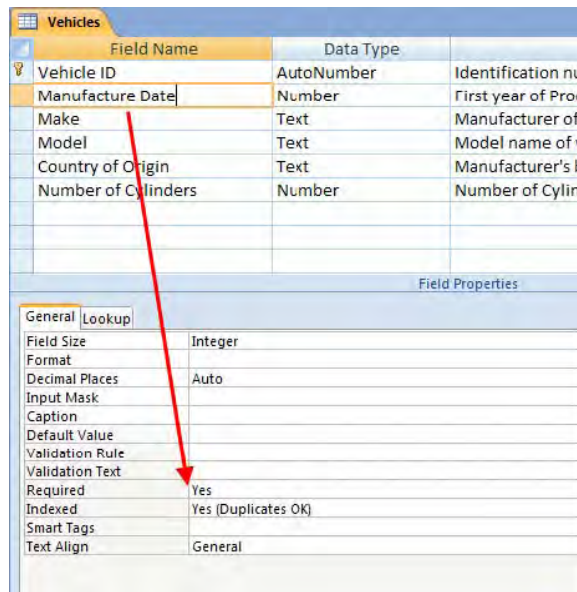 Vehicles
Field Name Data Type
Vehicle ID AutoNumber Identification nu
Manufacture Date Number First year of Pro
Make Text Manufacturer of
Model Text Model name of
Country of Origin Text Manufacturer's
Number of Cylinders Number Number of Cylin
Field Properties
General Lookup
Field Size Integer
Format
Decimal Places Auto
Input Mask
Caption
Default Value
Validation Rule
Validation Text
Required Yes
Indexed Yes (Duplicates OK)
Smart Tags
Text Align General